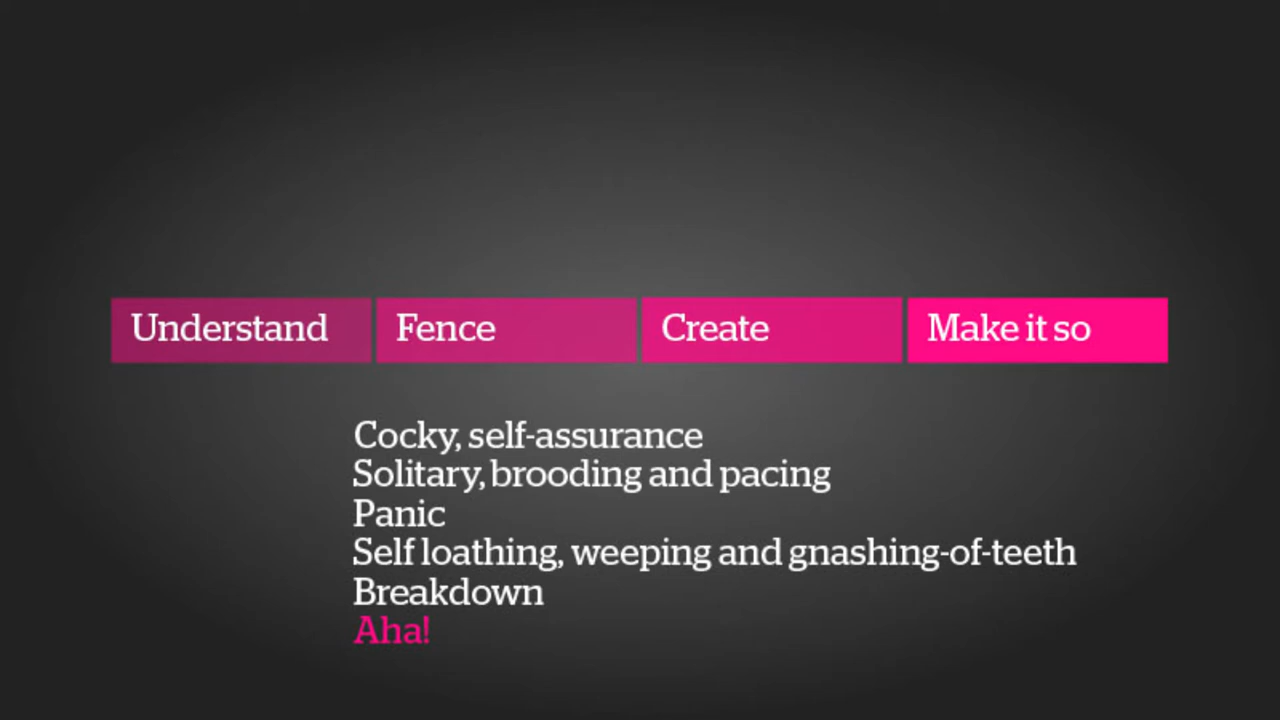 Understand
Fence
Create
Make it so
Cocky, self-assurance
Solitary, brooding and pacing
Panic
Self loathing, weeping and gnashing-of-teeth
Breakdown
Aha!